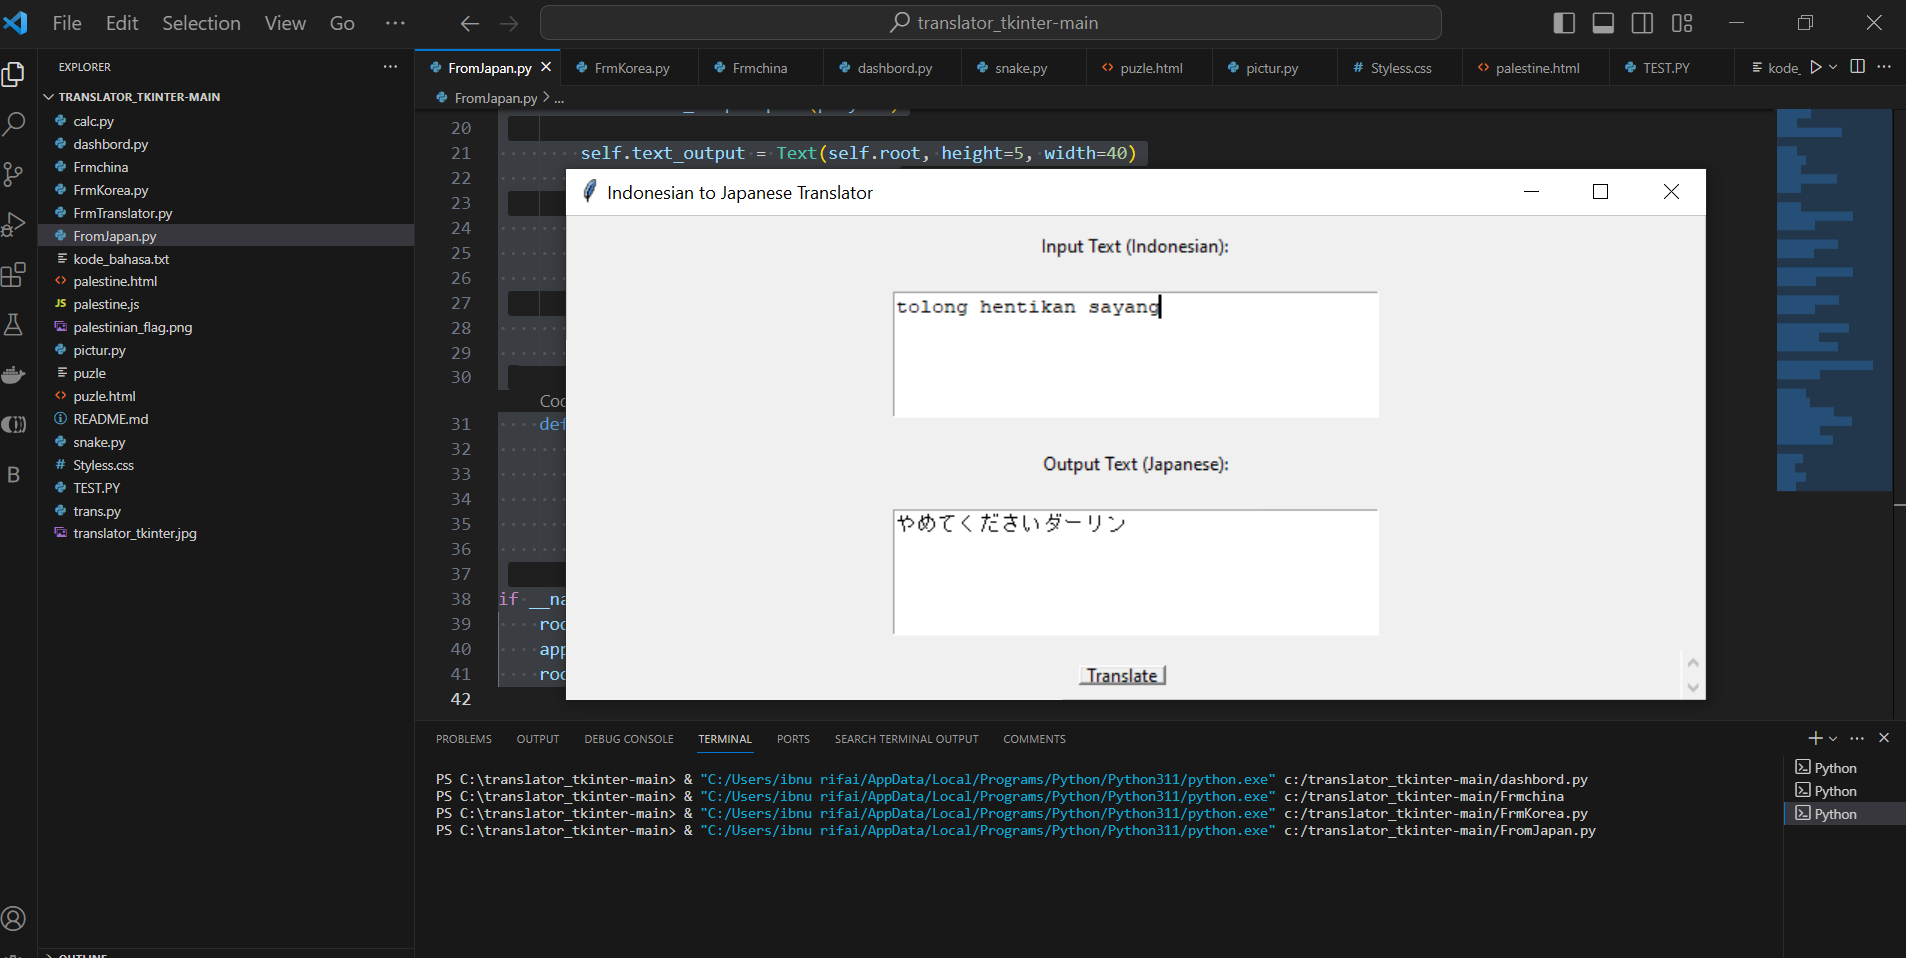 File Edit Selection View Go ···
translator_tkinter-main
EXPLORER ···
TRANSLATOR_TKINTER-MAIN
calc.py
dashbord.py
Frmchina
FrmKorea.py
FrmTranslator.py
FromJapan.py
kode_bahasa.txt
<> palestine.html
JS palestine.js
palestinian_flag.png
pictur.py
puzle
<> puzle.html
README.md
snake.py
# Styless.css
TEST.PY
trans.py
translator_tkinter.jpg
OUTLINE
B
FromJapan.py
FrmKorea.py
Frmchina
dashbord.py
snake.py
<> puzle.html
pictur.py
# Styless.css
<> palestine.html
TEST.PY
kode_
FromJapan.py > ...
20
21 self.text_output = Text(self.root, height=5, width=40)
22
23
24
25
26
27
28
29
30
Coo
31 def
32
33
34
35
36
37
38 if __na
39 roo
40 app
41 roo
42
Indonesian to Japanese Translator
Input Text (Indonesian):
tolong hentikan sayang
Output Text (Japanese):
やめてくださいダーリン
Translate
PROBLEMS OUTPUT DEBUG CONSOLE TERMINAL PORTS SEARCH TERMINAL OUTPUT COMMENTS
PS C:\translator_tkinter-main> & "C:/Users/ibnu rifai/AppData/Local/Programs/Python/Python311/python.exe" c:/translator_tkinter-main/dashbord.py
PS C:\translator_tkinter-main> & "C:/Users/ibnu rifai/AppData/Local/Programs/Python/Python311/python.exe" c:/translator_tkinter-main/Frmchina
PS C:\translator_tkinter-main> & "C:/Users/ibnu rifai/AppData/Local/Programs/Python/Python311/python.exe" c:/translator_tkinter-main/FrmKorea.py
PS C:\translator_tkinter-main> & "C:/Users/ibnu rifai/AppData/Local/Programs/Python/Python311/python.exe" c:/translator_tkinter-main/FromJapan.py
Python
Python
Python